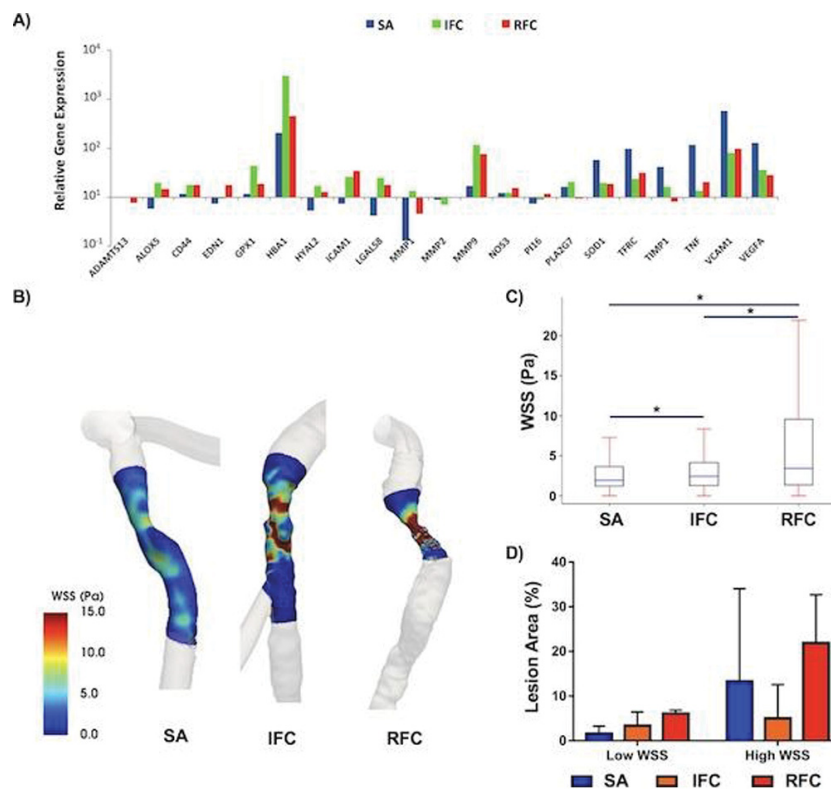 A)
SA IFC RFC
Relative Gene Expression
10⁴
10³
10²
10¹
10⁻¹
ADAMTS13 ALOX5 CD44 EDN1 GPX1 HBA1 HYAL2 ICAM1 LGALS8 MMP1 MMP2 MMP9 NOS3 PI16 PLA2G7 SOD1 TFRC TIMP1 TNF VCAM1 VEGFA
B)
WSS (Pa)
15.0
10.0
5.0
0.0
SA IFC RFC
C)
WSS (Pa)
20
15
10
5
0
*
*
*
SA IFC RFC
D)
Lesion Area (%)
40
30
20
10
0
Low WSS High WSS
SA IFC RFC